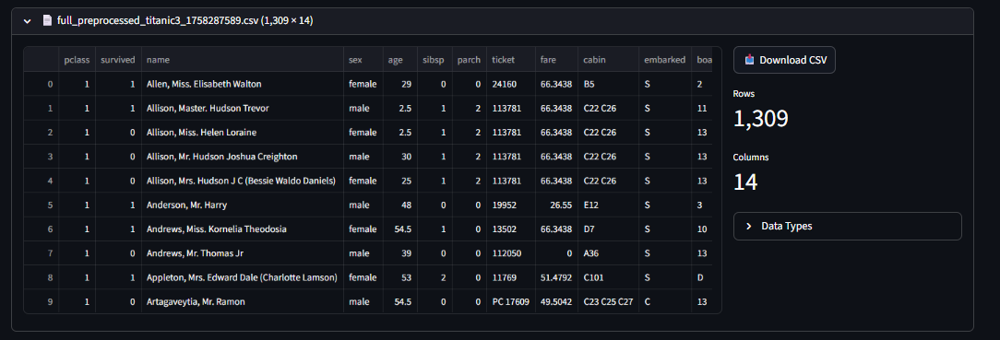 full_preprocessed_titanic3_1758287589.csv (1,309 × 14)
pclass survived name sex age sibsp parch ticket fare cabin embarked boa
0 1 1 Allen, Miss. Elisabeth Walton female 29 0 0 24160 66.3438 B5 S 2
1 1 1 Allison, Master. Hudson Trevor male 2.5 1 2 113781 66.3438 C22 C26 S 11
2 1 0 Allison, Miss. Helen Loraine female 2.5 1 2 113781 66.3438 C22 C26 S 13
3 1 0 Allison, Mr. Hudson Joshua Creighton male 30 1 2 113781 66.3438 C22 C26 S 13
4 1 0 Allison, Mrs. Hudson J C (Bessie Waldo Daniels) female 25 1 2 113781 66.3438 C22 C26 S 13
5 1 1 Anderson, Mr. Harry male 48 0 0 19952 26.55 E12 S 3
6 1 1 Andrews, Miss. Kornelia Theodosia female 54.5 1 0 13502 66.3438 D7 S 10
7 1 0 Andrews, Mr. Thomas Jr male 39 0 0 112050 0 A36 S 13
8 1 1 Appleton, Mrs. Edward Dale (Charlotte Lamson) female 53 2 0 11769 51.4792 C101 S D
9 1 0 Artagaveytia, Mr. Ramon male 54.5 0 0 PC 17609 49.5042 C23 C25 C27 C 13
Download CSV
Rows
1,309
Columns
14
Data Types